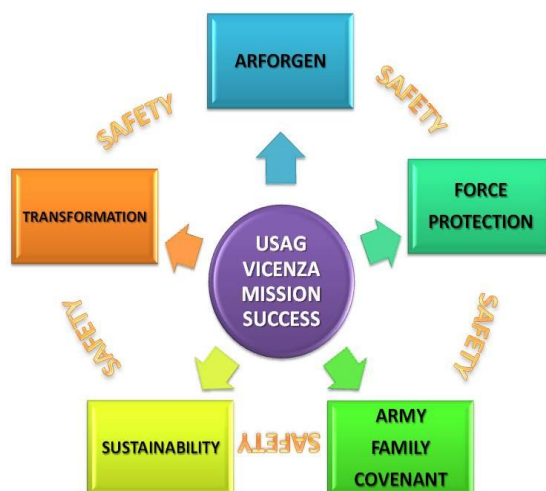 ARFORGEN
SAFETY
SAFETY
TRANSFORMATION
FORCE
PROTECTION
USAG
VICENZA
MISSION
SUCCESS
SAFETY
SAFETY
SUSTAINABILITY
SAFETY
ARMY
FAMILY
COVENANT